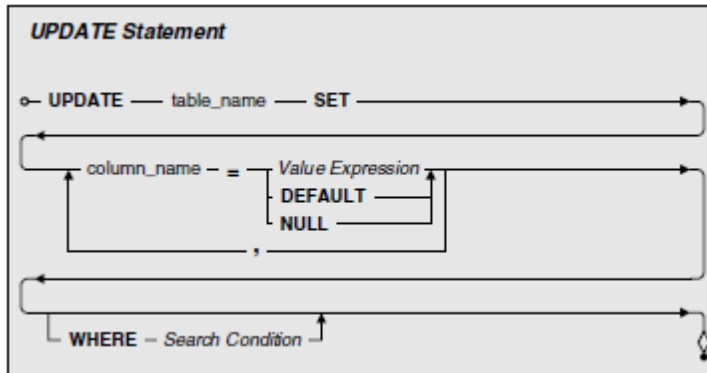 UPDATE Statement
UPDATE table_name SET
column_name = Value Expression
DEFAULT
NULL
,
WHERE Search Condition